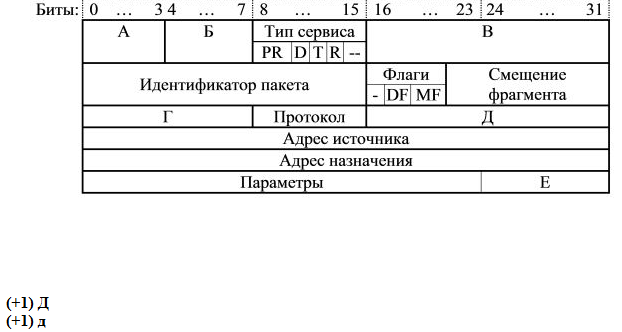 Биты: 0 ... 3 4 ... 7 8 ... 15 16 ... 23 24 ... 31
А Б Тип сервиса В
PR D T R --
Идентификатор пакета Флаги Смещение
- DF MF фрагмента
Г Протокол Д
Адрес источника
Адрес назначения
Параметры Е
(+1) Д
(+1) д